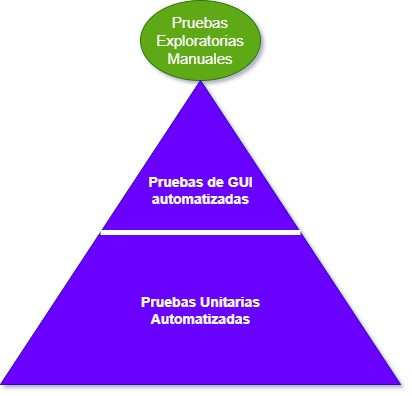 Pruebas
Exploratorias
Manuales
Pruebas de GUI
automatizadas
Pruebas Unitarias
Automatizadas